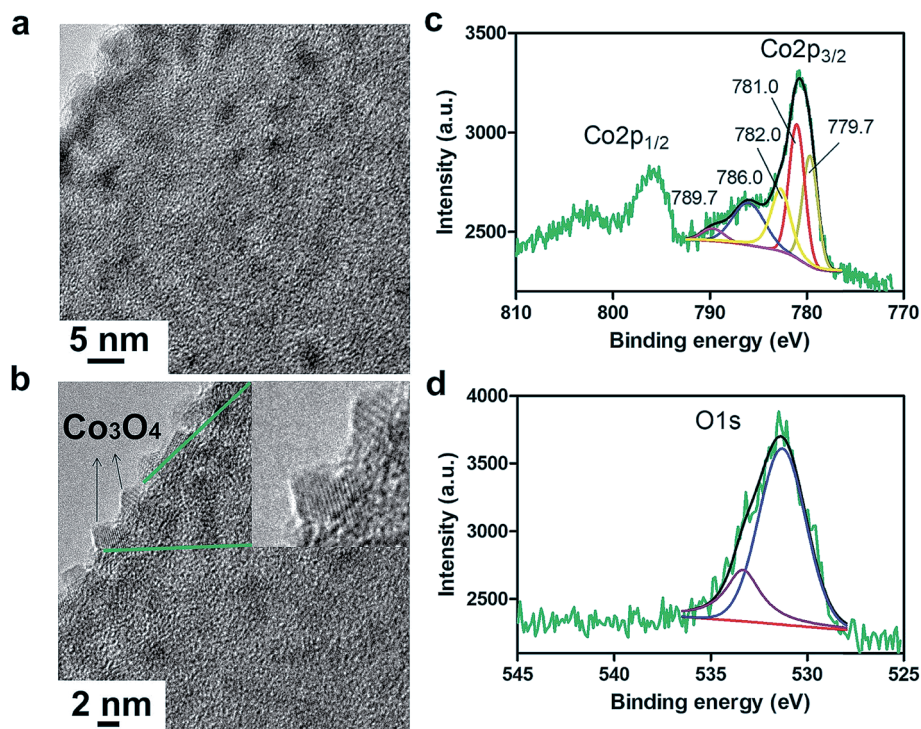 a
5 nm
b
Co₃O₄
2 nm
c
Co2p₃/₂
Co2p₁/₂
781.0
782.0
779.7
786.0
789.7
3500
3000
2500
Intensity (a.u.)
810
800
790
780
770
Binding energy (eV)
d
O1s
4000
3500
3000
2500
Intensity (a.u.)
545
540
535
530
525
Binding energy (eV)